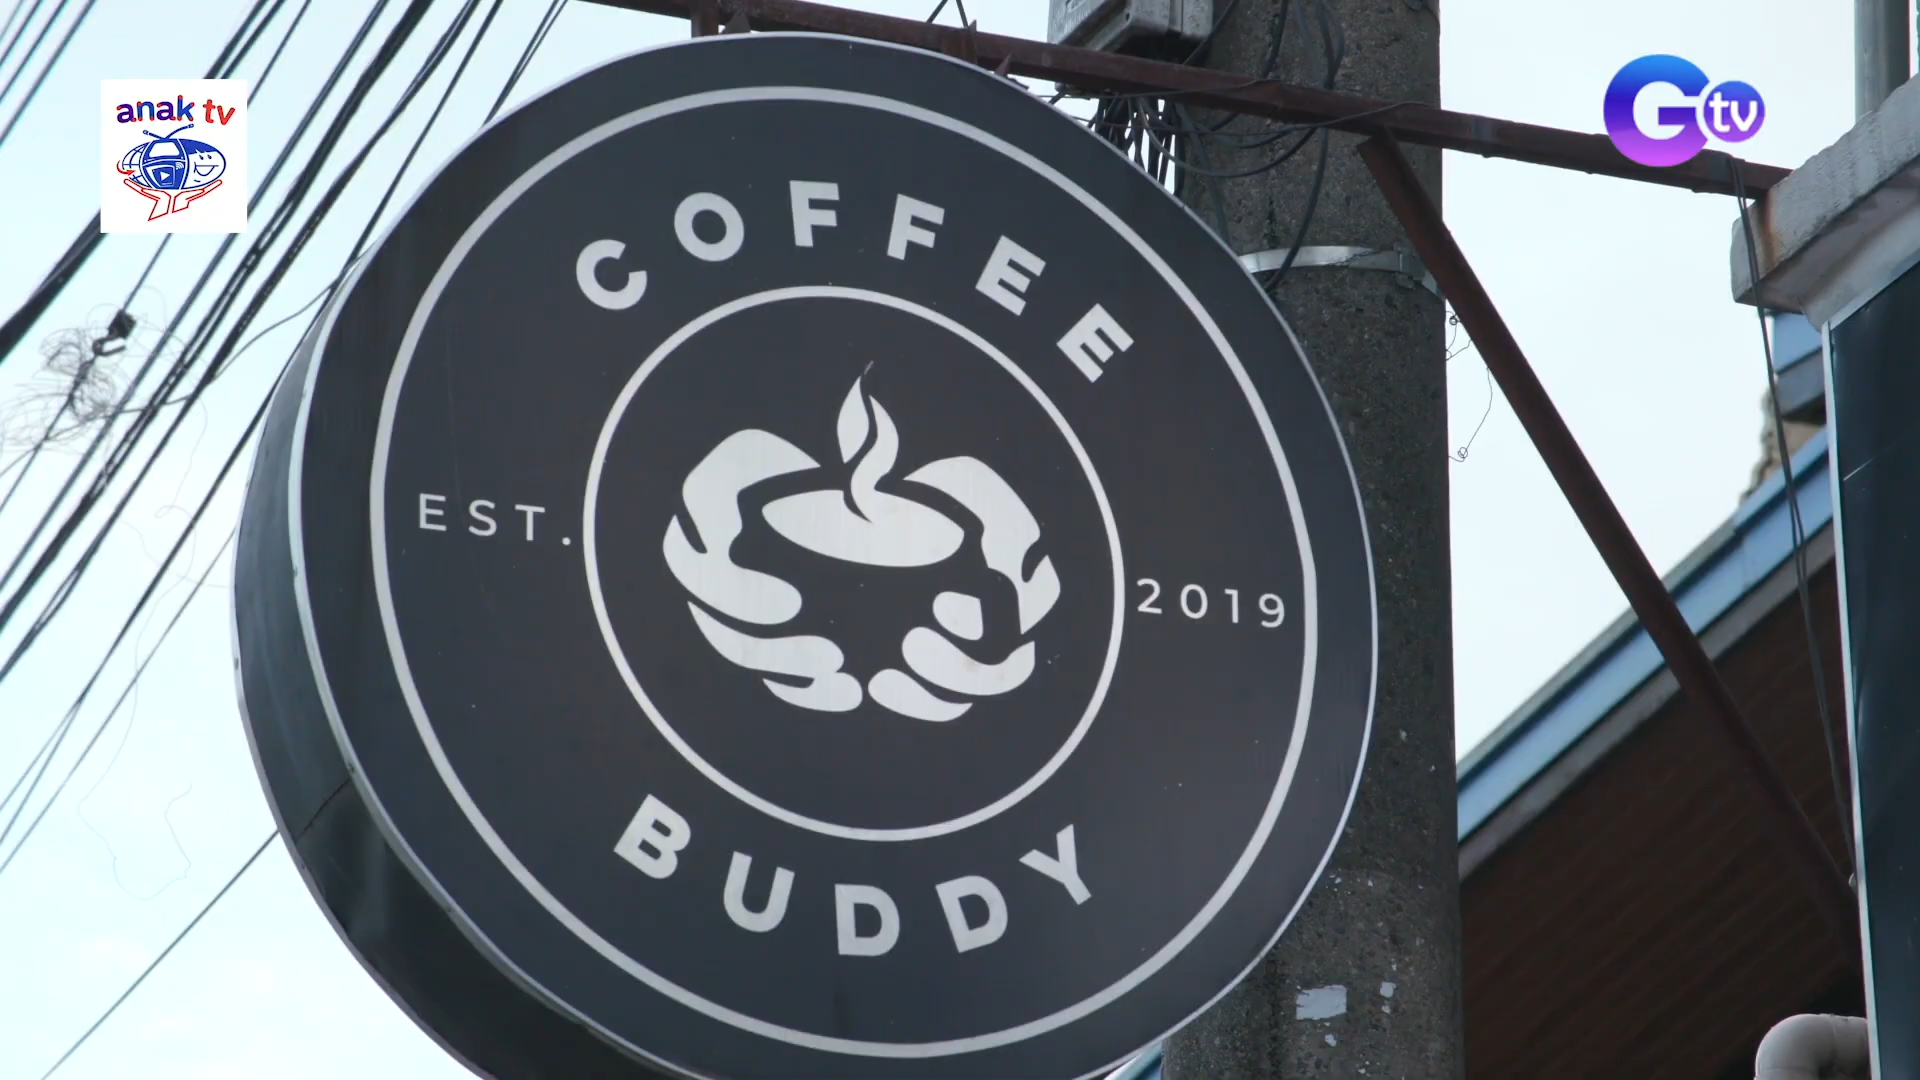 anak tv
G tv
COFFEE
EST. 2019
BUDDY